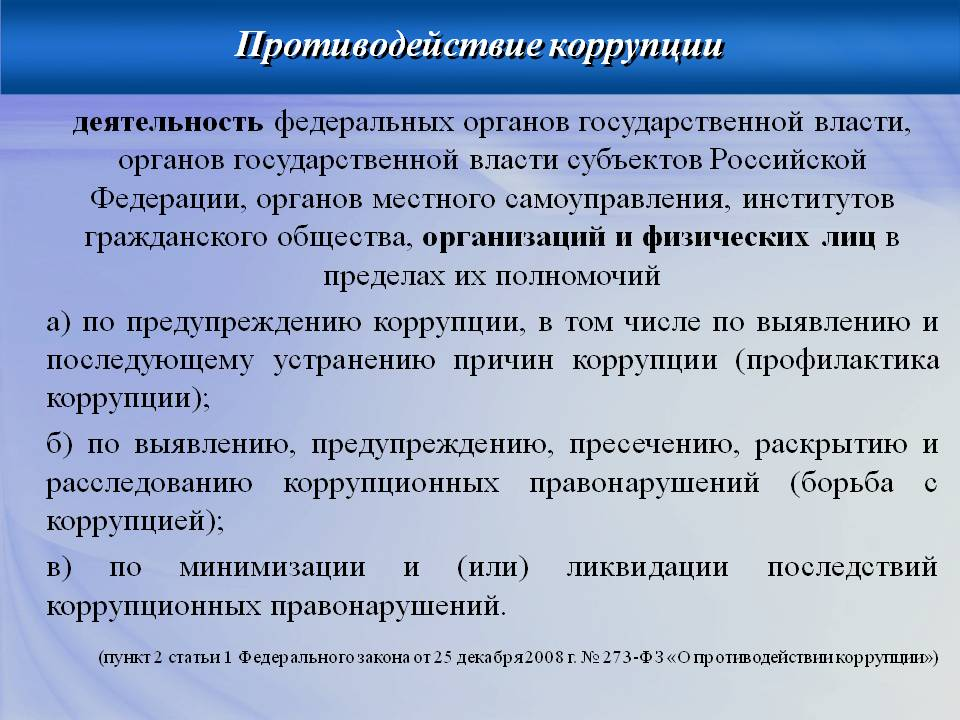 Противодействие коррупции
деятельность федеральных органов государственной власти,
органов государственной власти субъектов Российской
Федерации, органов местного самоуправления, институтов
гражданского общества, организаций и физических лиц в
пределах их полномочий
а) по предупреждению коррупции, в том числе по выявлению и
последующему устранению причин коррупции (профилактика
коррупции);
б) по выявлению, предупреждению, пресечению, раскрытию и
расследованию коррупционных правонарушений (борьба с
коррупцией);
в) по минимизации и (или) ликвидации последствий
коррупционных правонарушений.
(пункт 2 статьи 1 Федерального закона от 25 декабря 2008 г. № 273-ФЗ «О противодействии коррупции»)